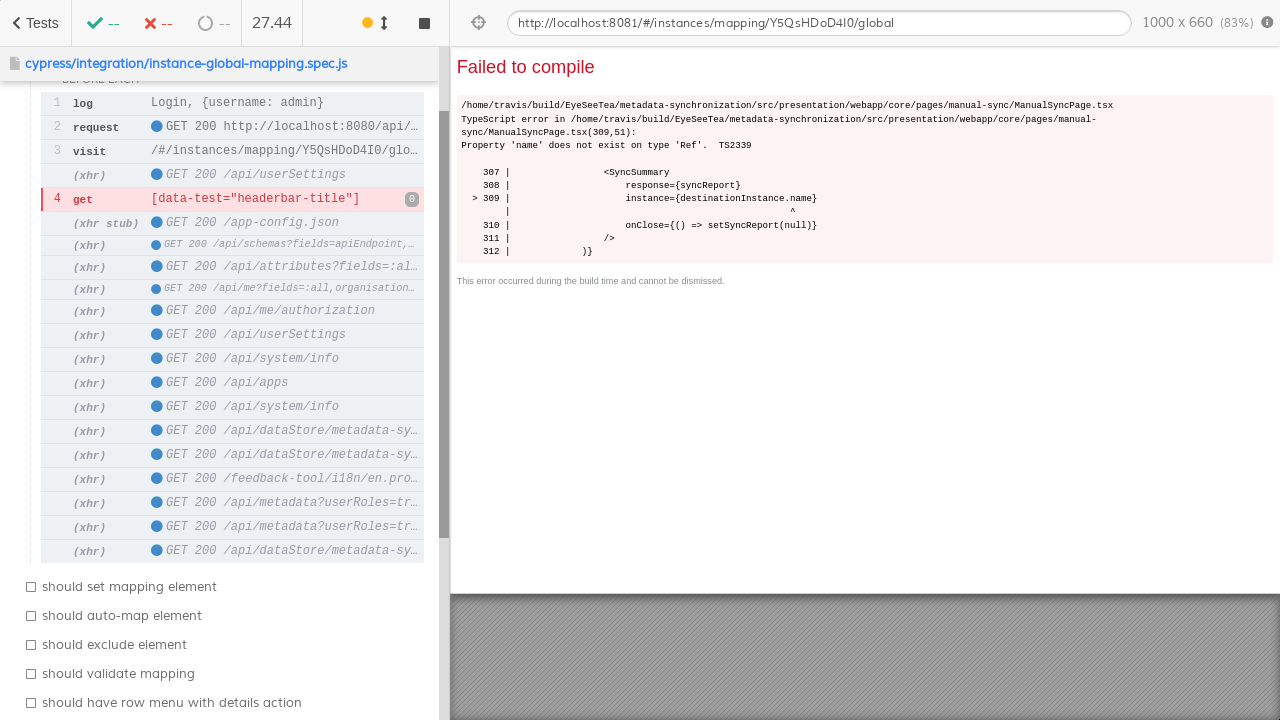 Tests
--
--
--
27.44
cypress/integration/instance-global-mapping.spec.js
1 log Login, {username: admin}
2 request GET 200 http://localhost:8080/api/…
3 visit /#/instances/mapping/Y5QsHDoD4I0/glo…
(xhr) GET 200 /api/userSettings
4 get [data-test="headerbar-title"] 0
(xhr stub) GET 200 /app-config.json
(xhr) GET 200 /api/schemas?fields=apiEndpoint,…
(xhr) GET 200 /api/attributes?fields=:al…
(xhr) GET 200 /api/me?fields=:all,organisation…
(xhr) GET 200 /api/me/authorization
(xhr) GET 200 /api/userSettings
(xhr) GET 200 /api/system/info
(xhr) GET 200 /api/apps
(xhr) GET 200 /api/system/info
(xhr) GET 200 /api/dataStore/metadata-sy…
(xhr) GET 200 /api/dataStore/metadata-sy…
(xhr) GET 200 /feedback-tool/i18n/en.pro…
(xhr) GET 200 /api/metadata?userRoles=tr…
(xhr) GET 200 /api/metadata?userRoles=tr…
(xhr) GET 200 /api/dataStore/metadata-sy…
should set mapping element
should auto-map element
should exclude element
should validate mapping
should have row menu with details action
http://localhost:8081/#/instances/mapping/Y5QsHDoD4I0/global
1000 x 660 (83%)
Failed to compile
/home/travis/build/EyeSeeTea/metadata-synchronization/src/presentation/webapp/core/pages/manual-sync/ManualSyncPage.tsx
TypeScript error in /home/travis/build/EyeSeeTea/metadata-synchronization/src/presentation/webapp/core/pages/manual-
sync/ManualSyncPage.tsx(309,51):
Property 'name' does not exist on type 'Ref'.  TS2339
307 | <SyncSummary
308 | response={syncReport}
> 309 | instance={destinationInstance.name}
| ^
310 | onClose={() => setSyncReport(null)}
311 | />
312 | )}
This error occurred during the build time and cannot be dismissed.